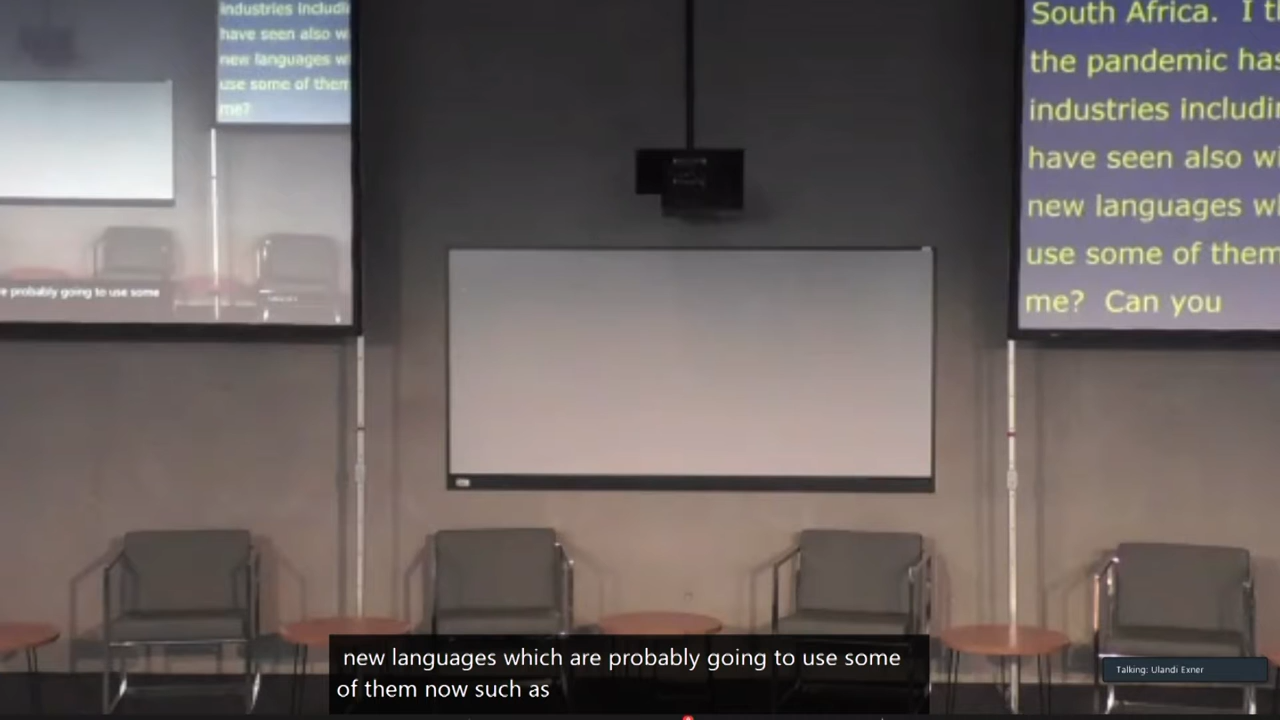 industries includi
have seen also w
new languages w
use some of them
me?
e probably going to use some
South Africa. I t
the pandemic has
industries includi
have seen also wi
new languages w
use some of them
me? Can you
new languages which are probably going to use some
of them now such as
Talking: Ulandi Exner